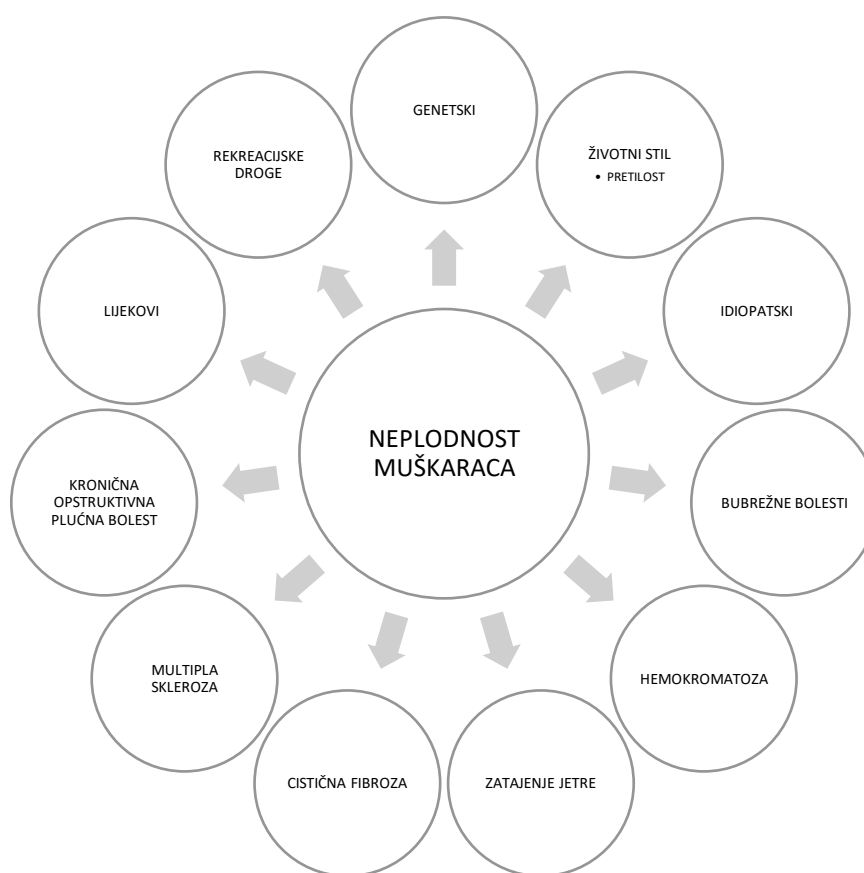 GENETSKI
ŽIVOTNI STIL
• PRETILOST
IDIOPATSKI
BUBREŽNE BOLESTI
HEMOKROMATOZA
ZATAJENJE JETRE
CISTIČNA FIBROZA
MULTIPLA
SKLEROZA
KRONIČNA
OPSTRUKTIVNA
PLUĆNA BOLEST
LIJEKOVI
REKREACIJSKE
DROGE
NEPLODNOST
MUŠKARACA